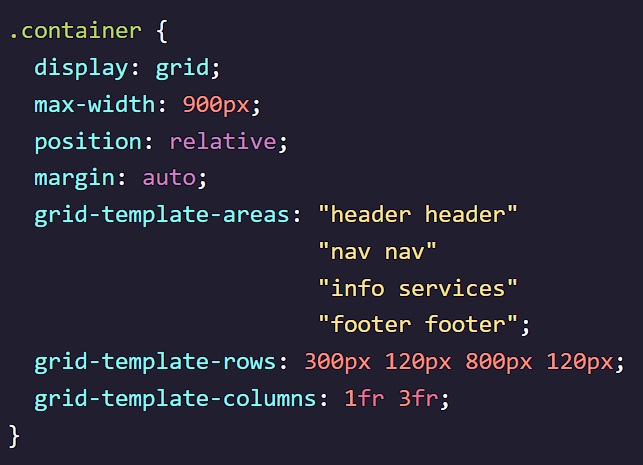 .container {
  display: grid;
  max-width: 900px;
  position: relative;
  margin: auto;
  grid-template-areas: "header header"
                       "nav nav"
                       "info services"
                       "footer footer";
  grid-template-rows: 300px 120px 800px 120px;
  grid-template-columns: 1fr 3fr;
}